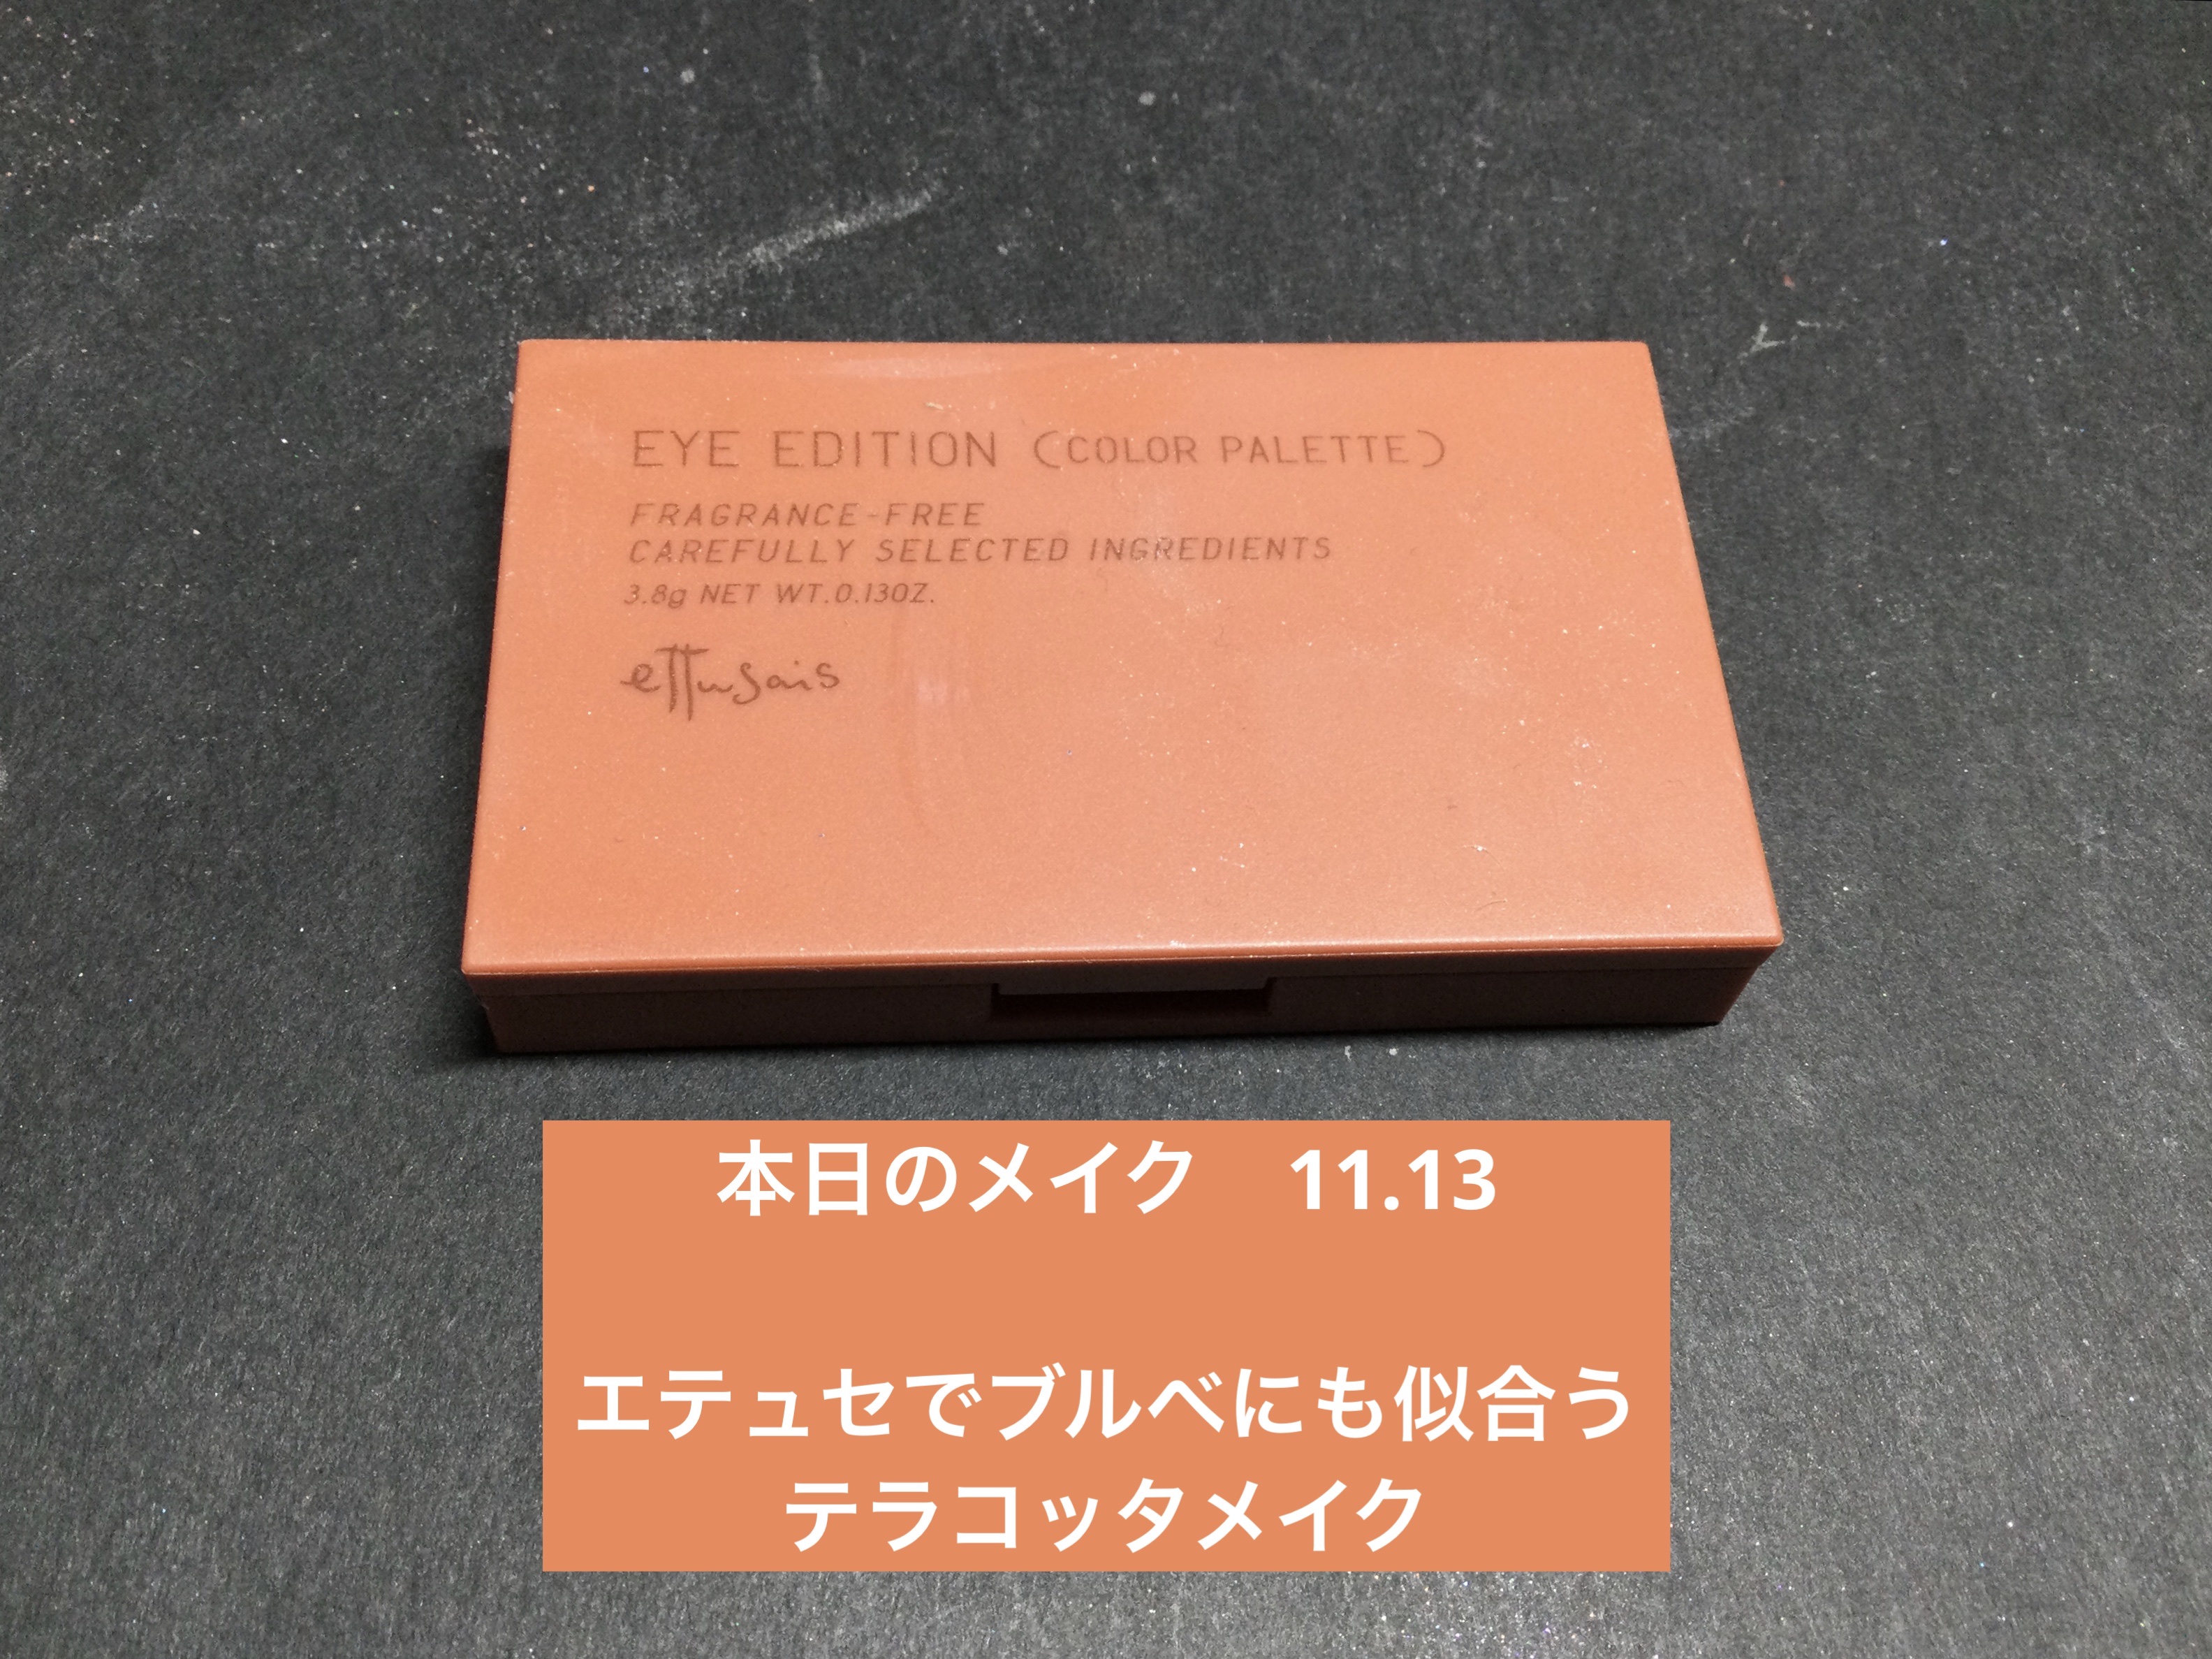 EYE EDITION (COLOR PALETTE)
FRAGRANCE-FREE
CAREFULLY SELECTED INGREDIENTS
3.8g NET WT.0.13OZ.
ettusais
本日のメイク　11.13
エテュセでブルベにも似合う
テラコッタメイク